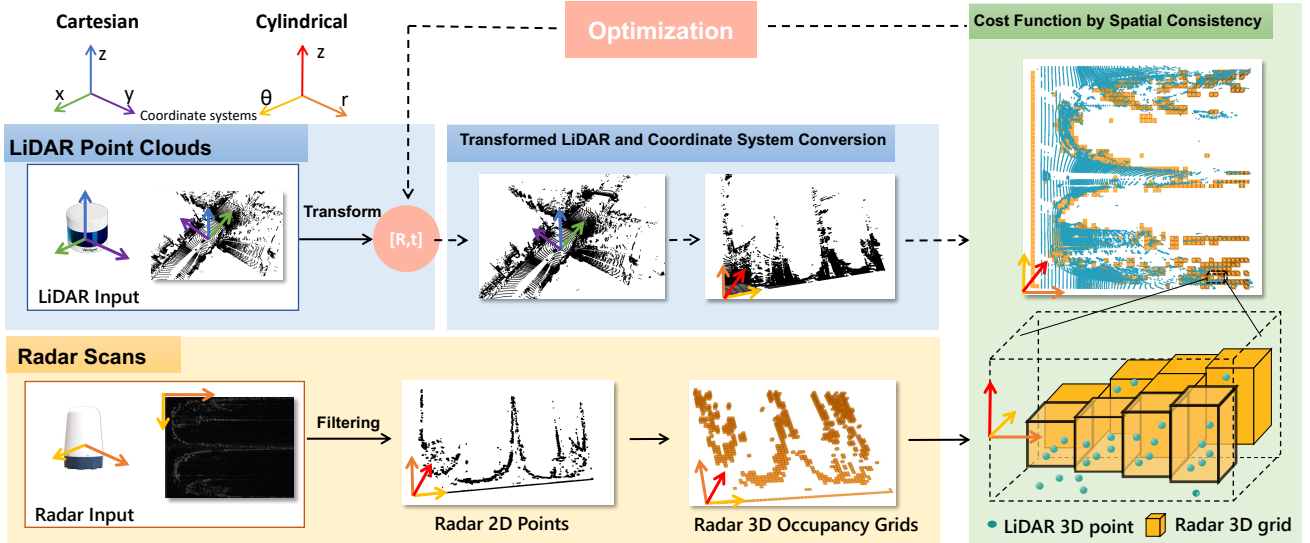 Cartesian
Cylindrical
Optimization
Cost Function by Spatial Consistency
z
x
y
z
θ
r
Coordinate systems
LiDAR Point Clouds
Transformed LiDAR and Coordinate System Conversion
Transform
[R,t]
LiDAR Input
Radar Scans
Filtering
Radar Input
Radar 2D Points
Radar 3D Occupancy Grids
LiDAR 3D point
Radar 3D grid